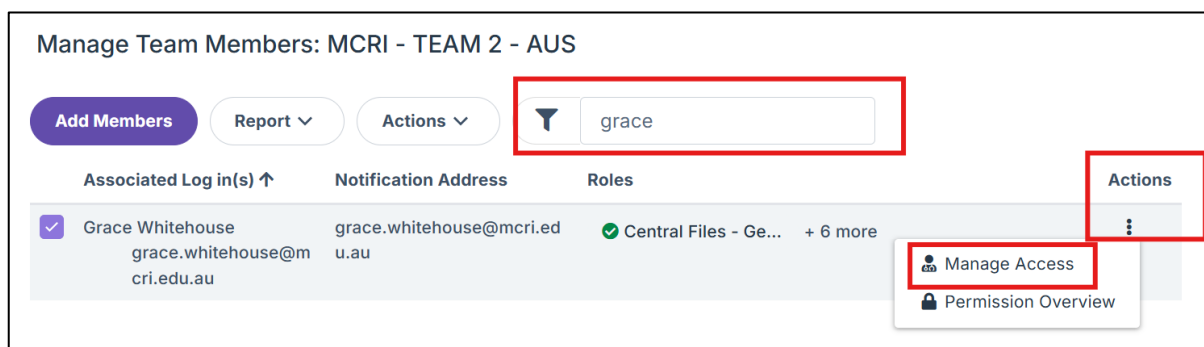 Manage Team Members: MCRI - TEAM 2 - AUS
Add Members Report Actions grace
Associated Log in(s) Notification Address Roles Actions
Grace Whitehouse grace.whitehouse@mcri.ed Central Files - Ge... + 6 more
grace.whitehouse@m u.au
cri.edu.au
Manage Access
Permission Overview